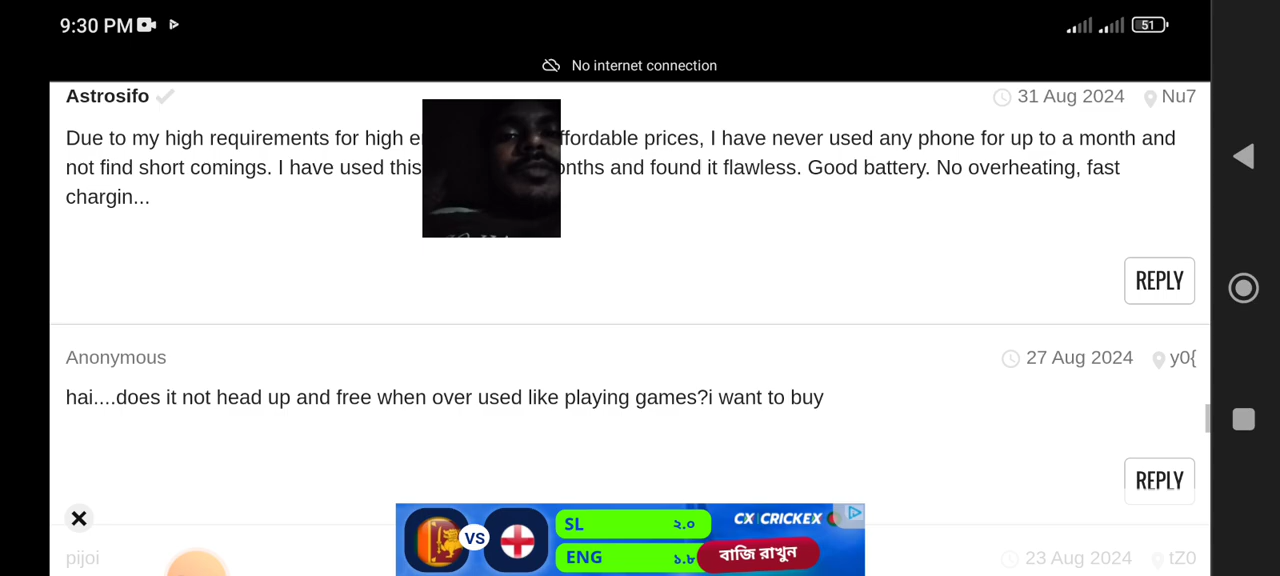 9:30 PM
51
No internet connection
Astrosifo
31 Aug 2024 Nu7
Due to my high requirements for high ffordable prices, I have never used any phone for up to a month and
not find short comings. I have used this onths and found it flawless. Good battery. No overheating, fast
chargin...
REPLY
Anonymous
27 Aug 2024 y0{
hai....does it not head up and free when over used like playing games?i want to buy
REPLY
VS
SL ২.০
ENG ১.৮
CX CRICKEX
বাজি রাখুন
pijoi
23 Aug 2024 tZ0